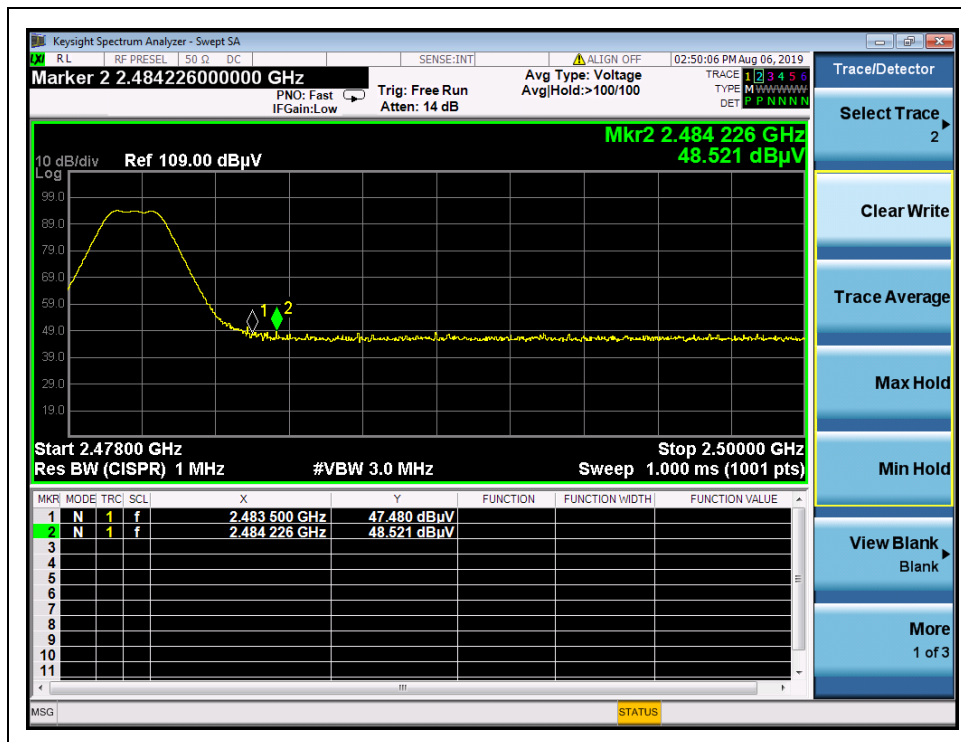 Keysight Spectrum Analyzer - Swept SA
LXI RL RF PRESEL 50 Ω DC SENSE:INT ALIGN OFF 02:50:06 PM Aug 06, 2019
Marker 2 2.484226000000 GHz
PNO: Fast
IFGain:Low
Trig: Free Run
Atten: 14 dB
Avg Type: Voltage
Avg|Hold:>100/100
TRACE 1 2 3 4 5 6
TYPE M WWWWW
DET P P N N N N
Mkr2 2.484 226 GHz
48.521 dBµV
10 dB/div Ref 109.00 dBµV
Log
99.0
89.0
79.0
69.0
59.0
49.0
39.0
29.0
19.0
1 2
Start 2.47800 GHz Stop 2.50000 GHz
Res BW (CISPR) 1 MHz #VBW 3.0 MHz Sweep 1.000 ms (1001 pts)
MKR MODE TRC SCL X Y FUNCTION FUNCTION WIDTH FUNCTION VALUE
1 N 1 f 2.483 500 GHz 47.480 dBµV
2 N 1 f 2.484 226 GHz 48.521 dBµV
3
4
5
6
7
8
9
10
11
MSG STATUS
Trace/Detector
Select Trace
2
Clear Write
Trace Average
Max Hold
Min Hold
View Blank
Blank
More
1 of 3